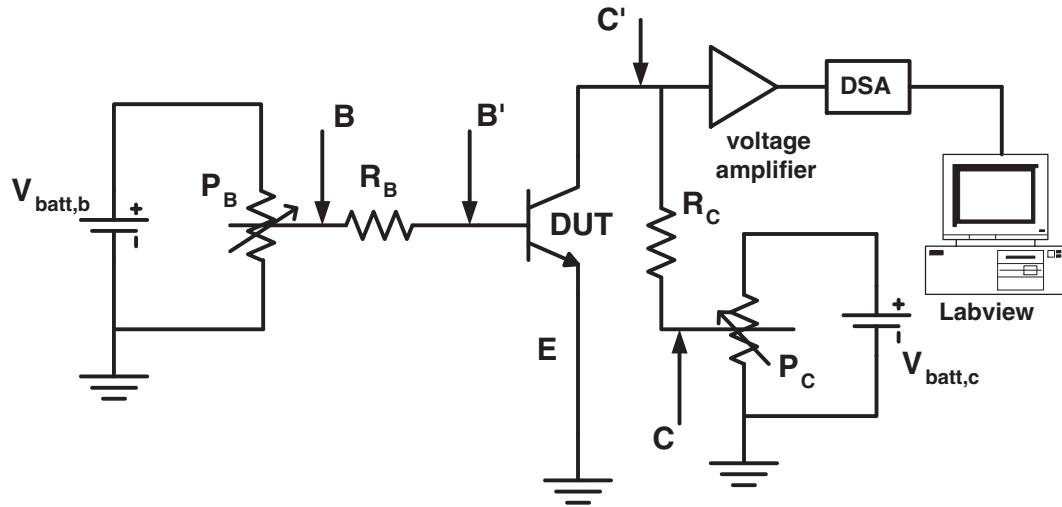 C'
DSA
voltage
amplifier
B
B'
V batt,b
+
P B
R B
DUT
R C
Labview
E
+
P C
V batt,c
C